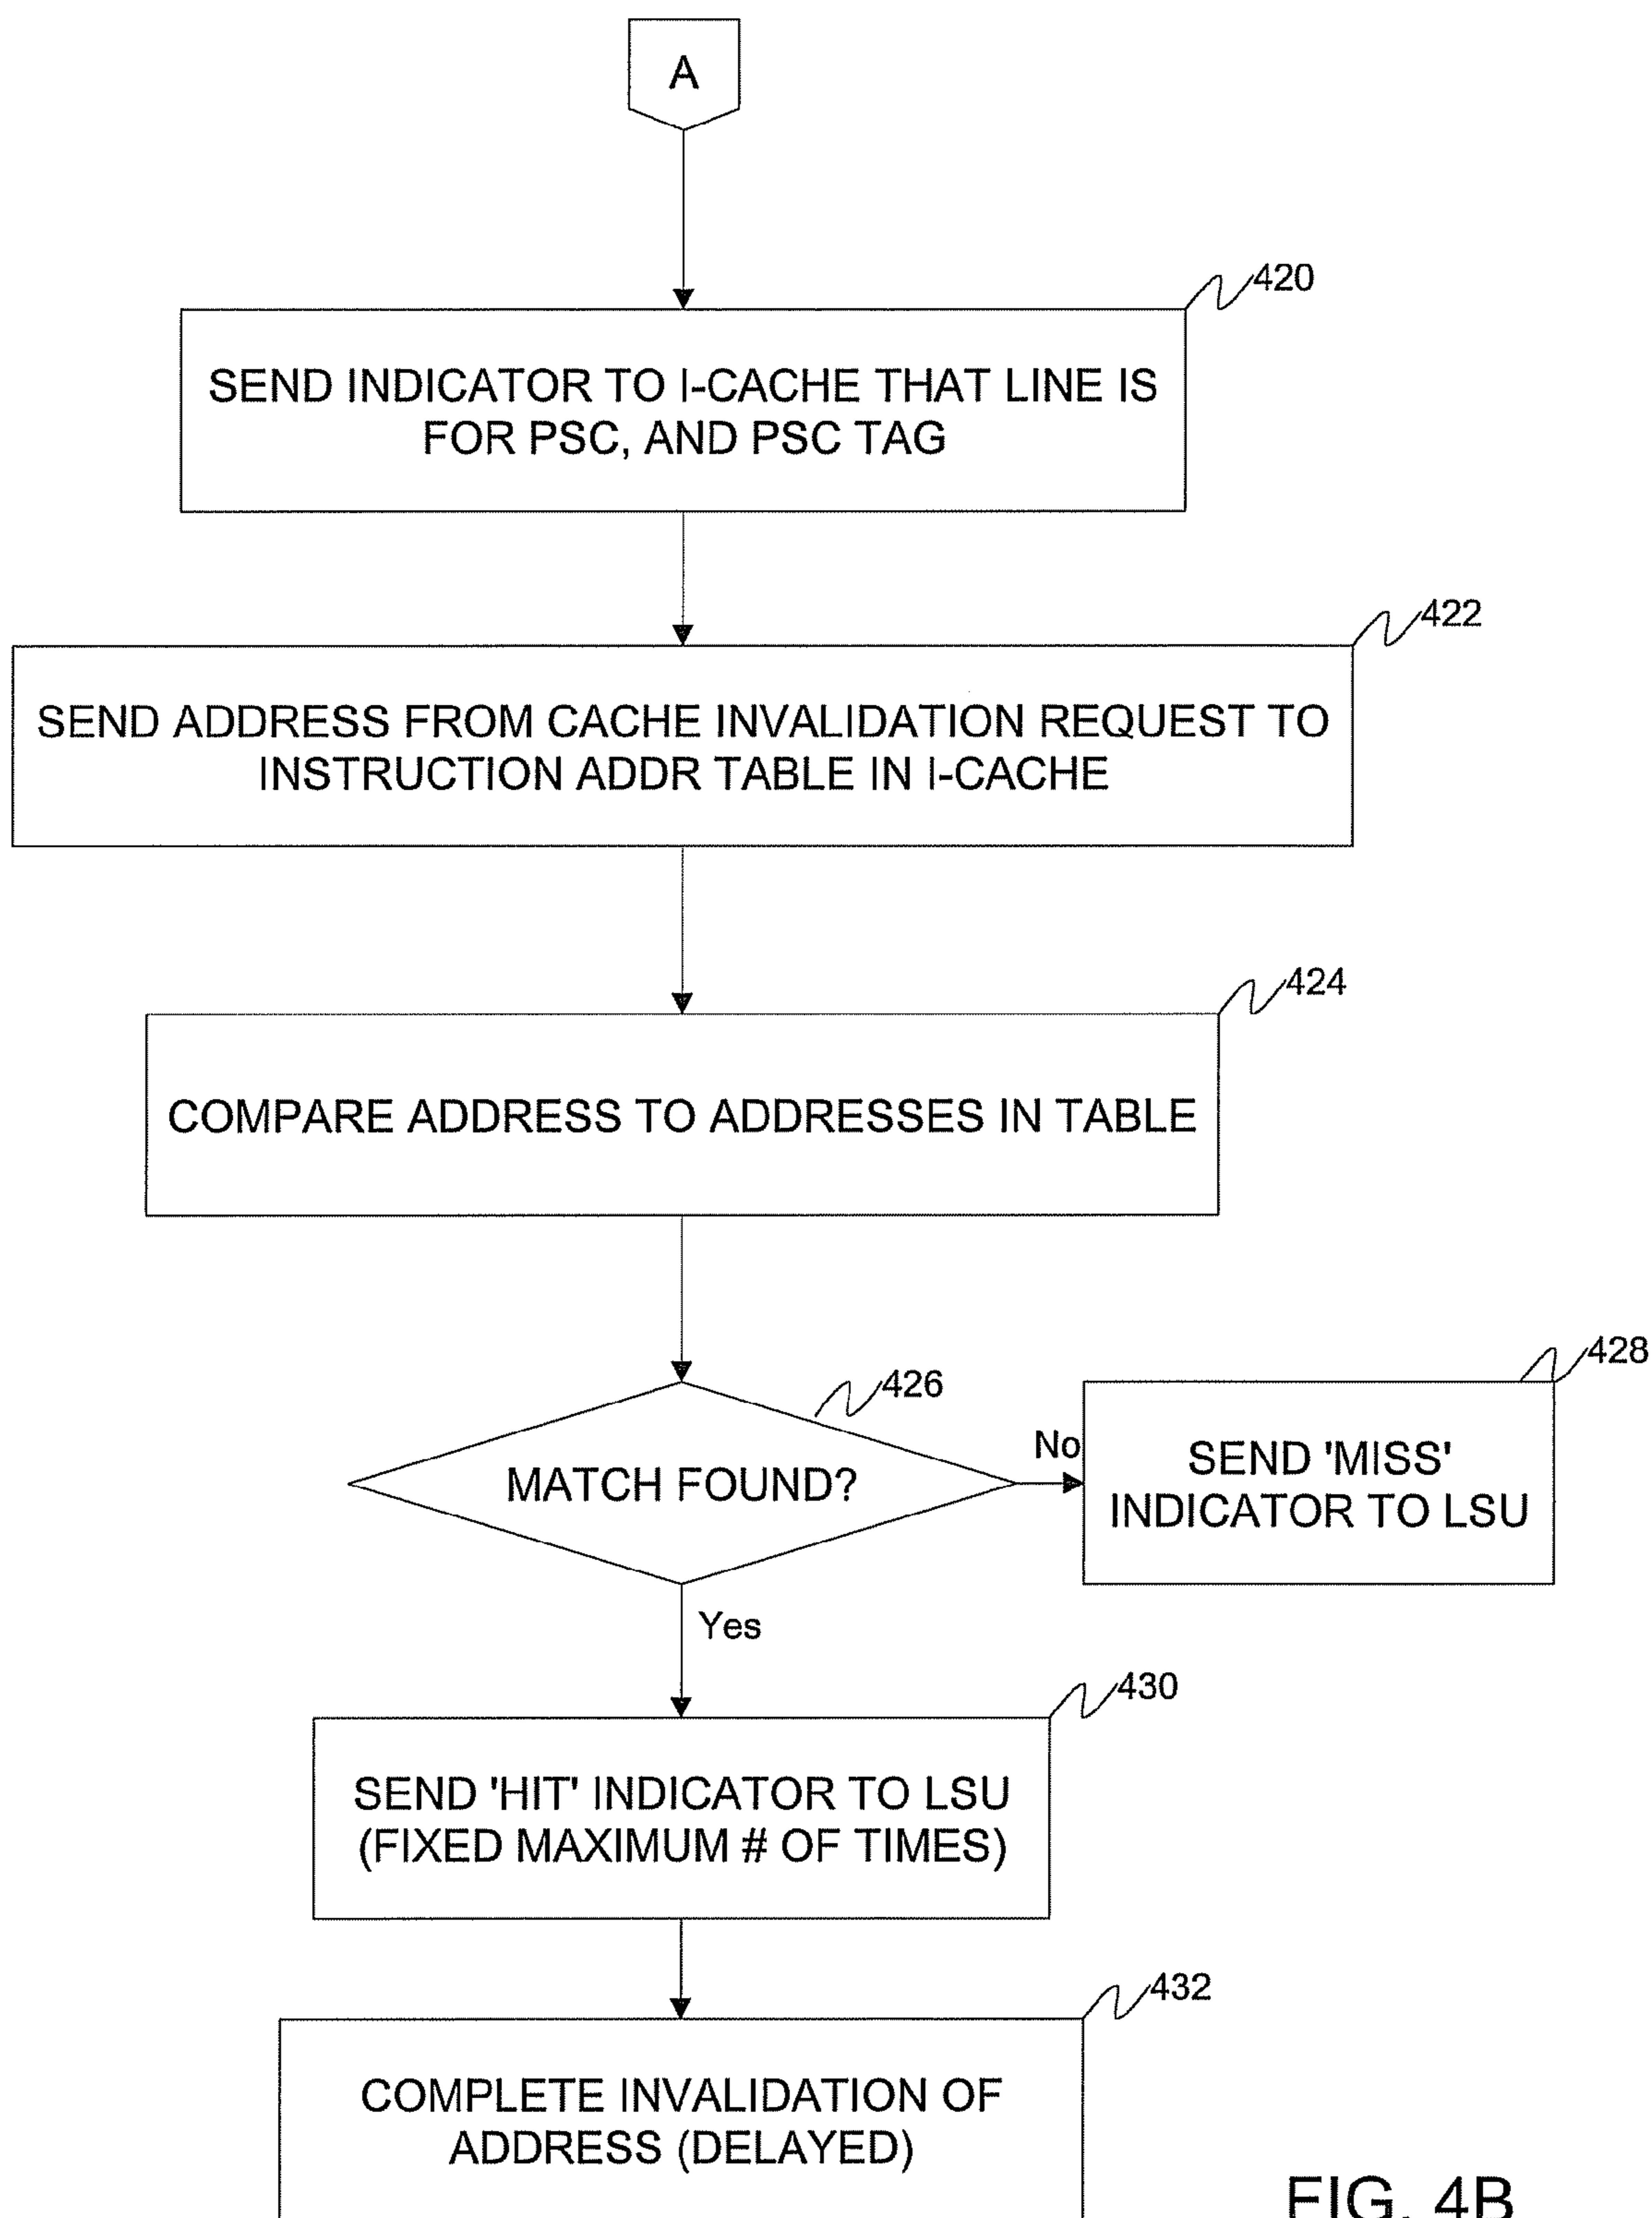 A
420
SEND INDICATOR TO I-CACHE THAT LINE IS
FOR PSC, AND PSC TAG
422
SEND ADDRESS FROM CACHE INVALIDATION REQUEST TO
INSTRUCTION ADDR TABLE IN I-CACHE
424
COMPARE ADDRESS TO ADDRESSES IN TABLE
426
MATCH FOUND?
No
428
SEND 'MISS'
INDICATOR TO LSU
Yes
430
SEND 'HIT' INDICATOR TO LSU
(FIXED MAXIMUM # OF TIMES)
432
COMPLETE INVALIDATION OF
ADDRESS (DELAYED)
FIG. 4B